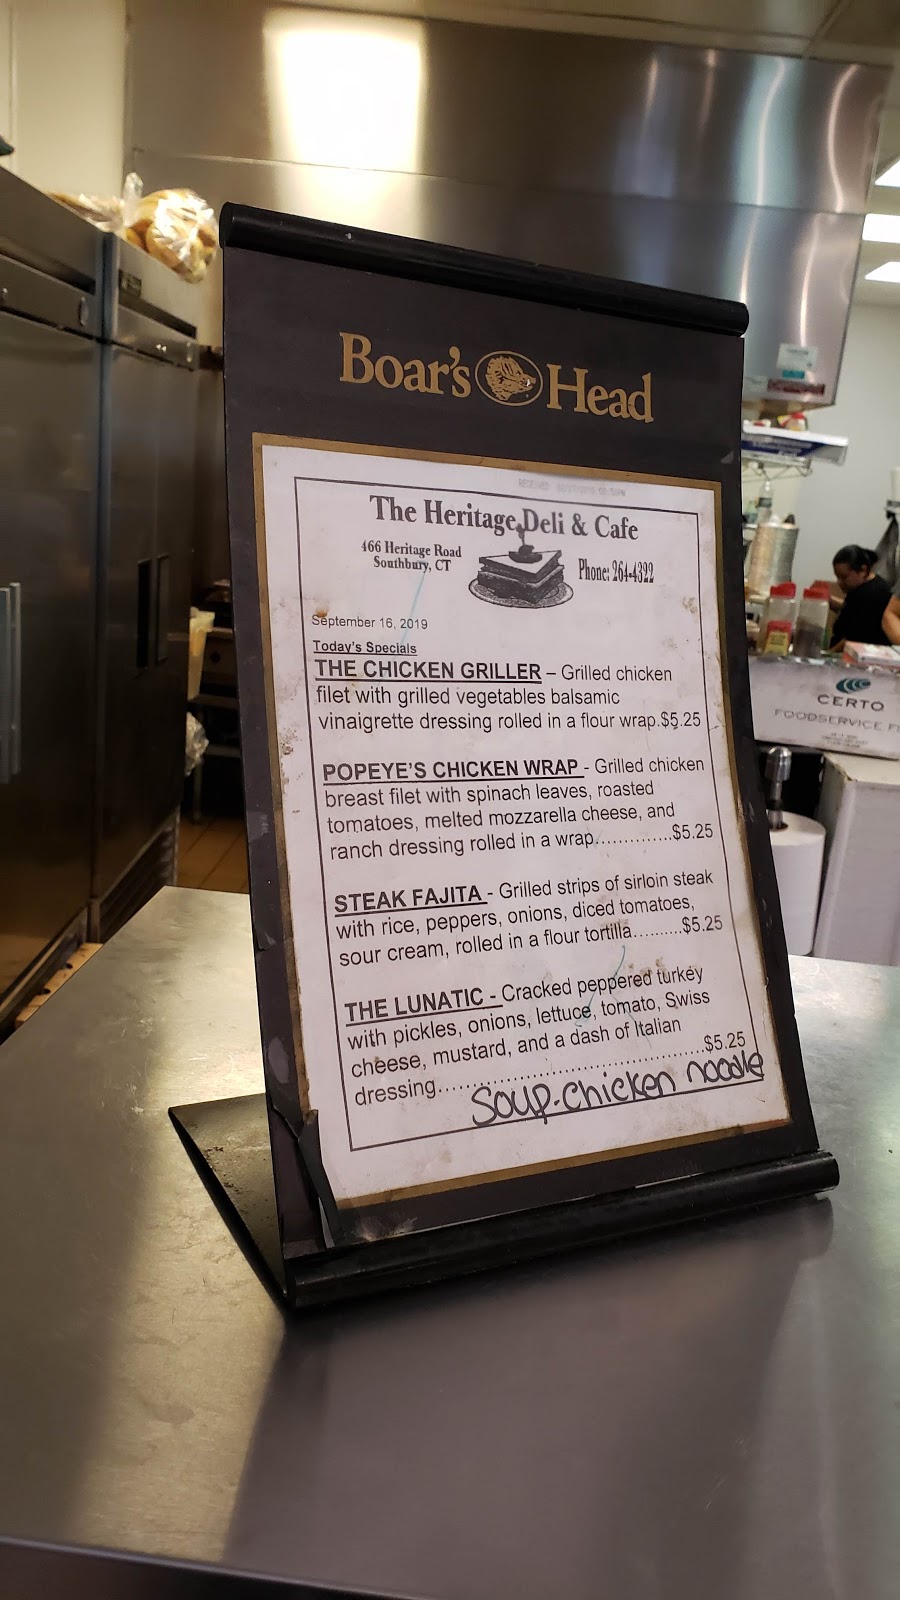 Boar's Head
RECEIVED
The Heritage Deli & Cafe
466 Heritage Road
Southbury, CT
Phone: 264-4322
September 16, 2019
Today's Specials
THE CHICKEN GRILLER – Grilled chicken
filet with grilled vegetables balsamic
vinaigrette dressing rolled in a flour wrap.$5.25
POPEYE'S CHICKEN WRAP - Grilled chicken
breast filet with spinach leaves, roasted
tomatoes, melted mozzarella cheese, and
ranch dressing rolled in a wrap..............$5.25
STEAK FAJITA - Grilled strips of sirloin steak
with rice, peppers, onions, diced tomatoes,
sour cream, rolled in a flour tortilla.........$5.25
THE LUNATIC - Cracked peppered turkey
with pickles, onions, lettuce, tomato, Swiss
cheese, mustard, and a dash of Italian
dressing.................................................$5.25
Soup-chicken noodle
CERTO
FOODSERVICE